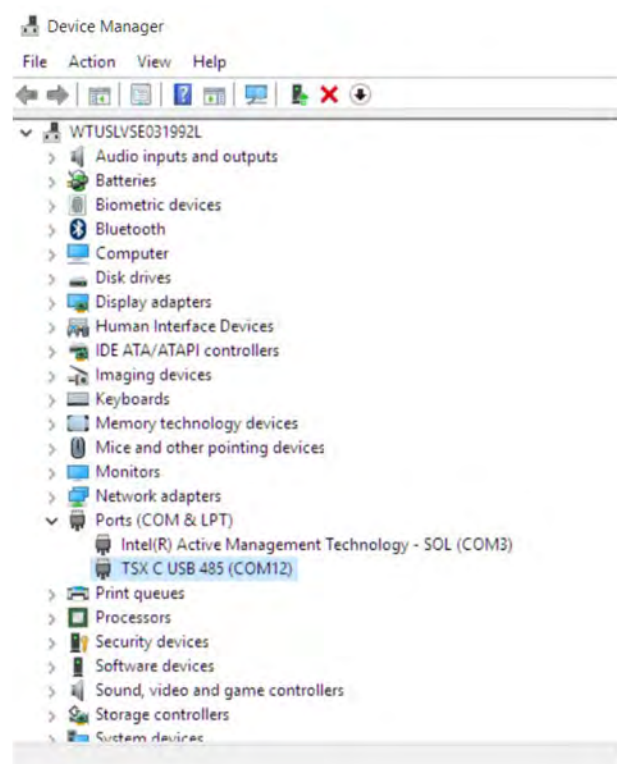 Device Manager
File Action View Help
WTUSLVSE031992L
Audio inputs and outputs
Batteries
Biometric devices
Bluetooth
Computer
Disk drives
Display adapters
Human Interface Devices
IDE ATA/ATAPI controllers
Imaging devices
Keyboards
Memory technology devices
Mice and other pointing devices
Monitors
Network adapters
Ports (COM & LPT)
Intel(R) Active Management Technology - SOL (COM3)
TSX C USB 485 (COM12)
Print queues
Processors
Security devices
Software devices
Sound, video and game controllers
Storage controllers
System devices